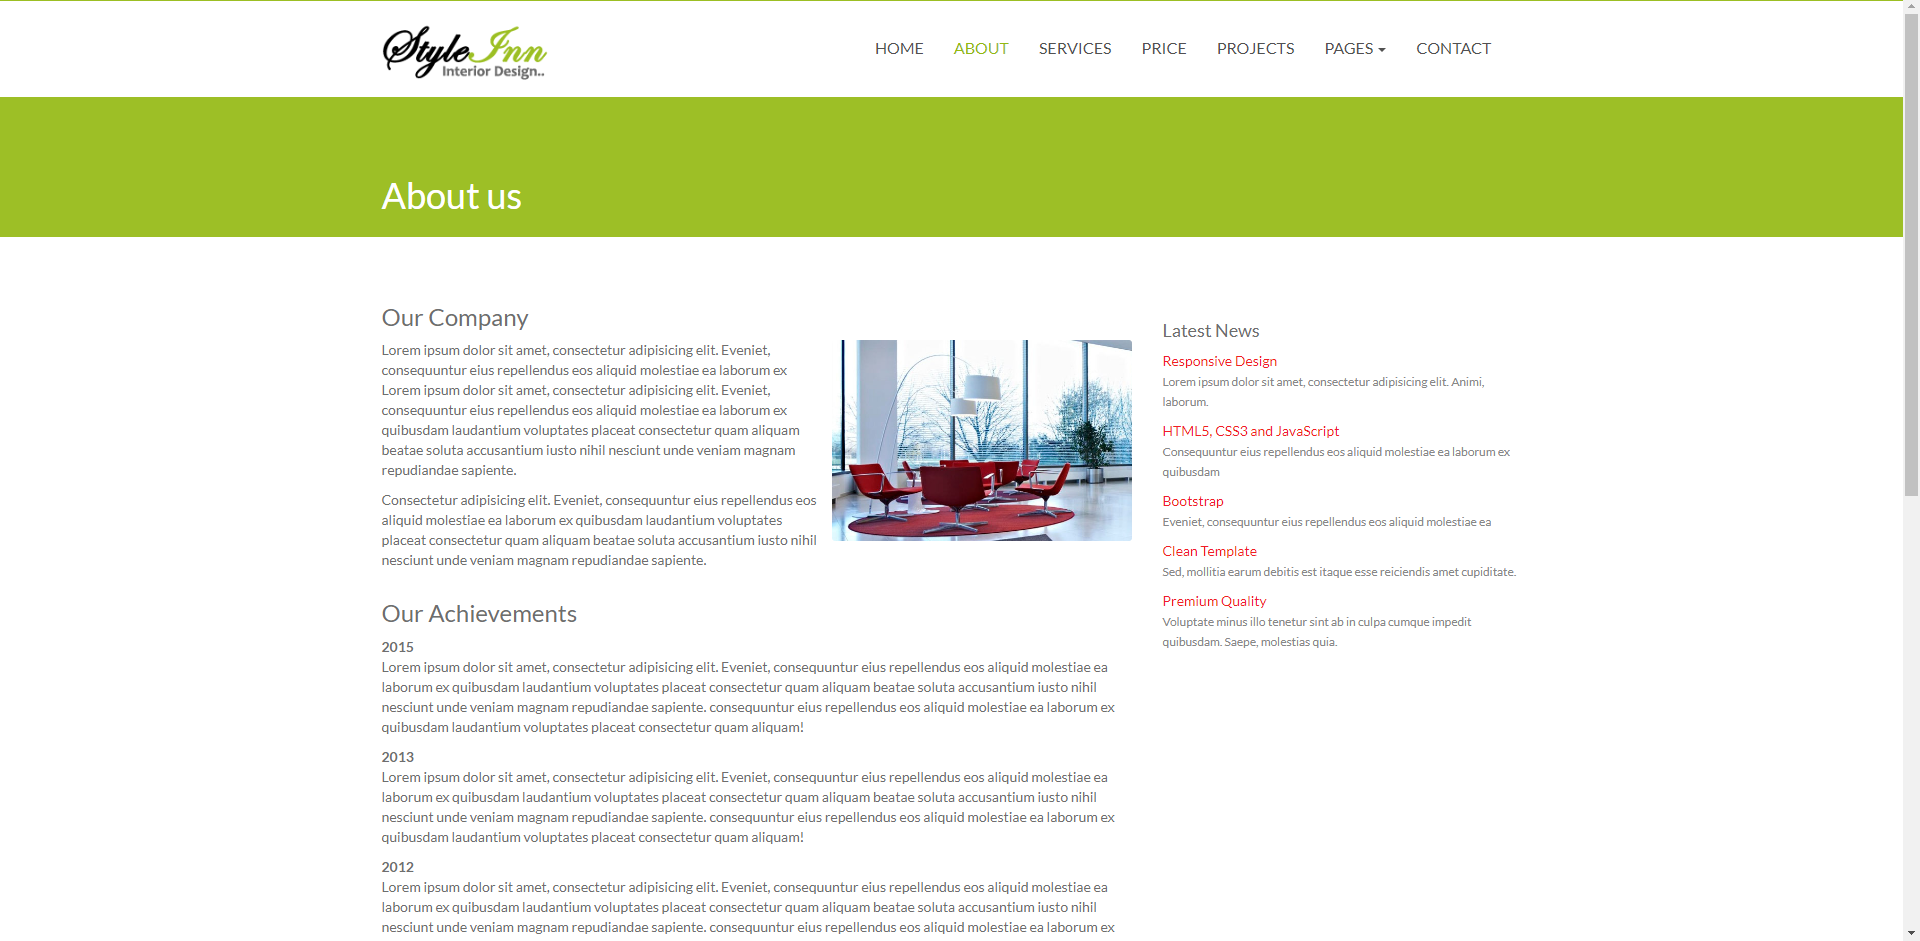 Style Inn
Interior Design..
HOME
ABOUT
SERVICES
PRICE
PROJECTS
PAGES
CONTACT
About us
Our Company
Lorem ipsum dolor sit amet, consectetur adipisicing elit. Eveniet,
consequuntur eius repellendus eos aliquid molestiae ea laborum ex
Lorem ipsum dolor sit amet, consectetur adipisicing elit. Eveniet,
consequuntur eius repellendus eos aliquid molestiae ea laborum ex
quibusdam laudantium voluptates placeat consectetur quam aliquam
beatae soluta accusantium iusto nihil nesciunt unde veniam magnam
repudiandae sapiente.
Consectetur adipisicing elit. Eveniet, consequuntur eius repellendus eos
aliquid molestiae ea laborum ex quibusdam laudantium voluptates
placeat consectetur quam aliquam beatae soluta accusantium iusto nihil
nesciunt unde veniam magnam repudiandae sapiente.
Our Achievements
2015
Lorem ipsum dolor sit amet, consectetur adipisicing elit. Eveniet, consequuntur eius repellendus eos aliquid molestiae ea
laborum ex quibusdam laudantium voluptates placeat consectetur quam aliquam beatae soluta accusantium iusto nihil
nesciunt unde veniam magnam repudiandae sapiente. consequuntur eius repellendus eos aliquid molestiae ea laborum ex
quibusdam laudantium voluptates placeat consectetur quam aliquam!
2013
Lorem ipsum dolor sit amet, consectetur adipisicing elit. Eveniet, consequuntur eius repellendus eos aliquid molestiae ea
laborum ex quibusdam laudantium voluptates placeat consectetur quam aliquam beatae soluta accusantium iusto nihil
nesciunt unde veniam magnam repudiandae sapiente. consequuntur eius repellendus eos aliquid molestiae ea laborum ex
quibusdam laudantium voluptates placeat consectetur quam aliquam!
2012
Lorem ipsum dolor sit amet, consectetur adipisicing elit. Eveniet, consequuntur eius repellendus eos aliquid molestiae ea
laborum ex quibusdam laudantium voluptates placeat consectetur quam aliquam beatae soluta accusantium iusto nihil
nesciunt unde veniam magnam repudiandae sapiente. consequuntur eius repellendus eos aliquid molestiae ea laborum ex
Latest News
Responsive Design
Lorem ipsum dolor sit amet, consectetur adipisicing elit. Animi,
laborum.
HTML5, CSS3 and JavaScript
Consequuntur eius repellendus eos aliquid molestiae ea laborum ex
quibusdam
Bootstrap
Eveniet, consequuntur eius repellendus eos aliquid molestiae ea
Clean Template
Sed, mollitia earum debitis est itaque esse reiciendis amet cupiditate.
Premium Quality
Voluptate minus illo tenetur sint ab in culpa cumque impedit
quibusdam. Saepe, molestias quia.